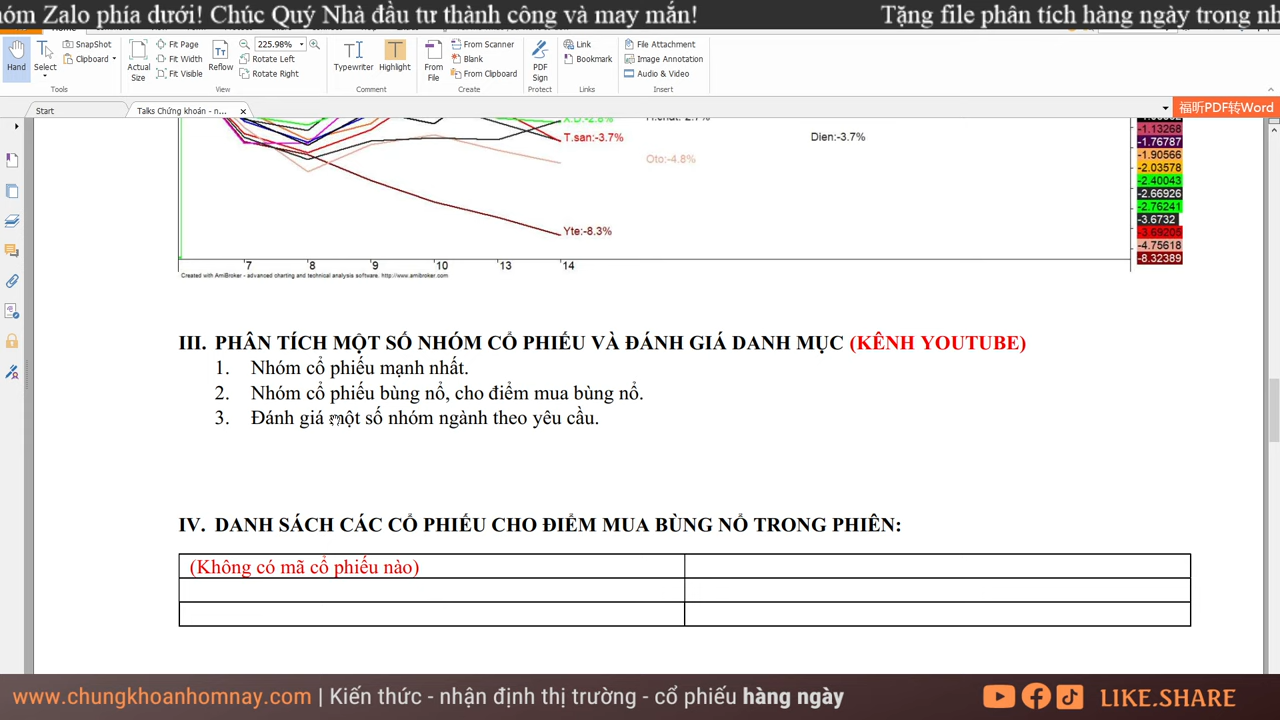 hóm Zalo phía dưới! Chúc Quý Nhà đầu tư thành công và may mắn!
Tặng file phân tích hàng ngày trong nh
Hand
Select
SnapShot
Clipboard
Tools
Actual Size
Fit Page
Fit Width
Fit Visible
Reflow
225.98%
Rotate Left
Rotate Right
View
Typewriter
Highlight
Comment
From File
From Scanner
Blank
From Clipboard
Create
PDF Sign
Protect
Link
Bookmark
Links
File Attachment
Image Annotation
Audio & Video
Insert
Start
Talks Chứng khoán - n...
福昕PDF转Word
T.san:-3.7%
Dien:-3.7%
Oto:-4.8%
Yte:-8.3%
-1.13268
-1.76787
-1.90566
-2.03578
-2.40043
-2.66926
-2.76241
-3.6732
-3.69205
-4.75618
-8.32389
7 8 9 10 13 14
Created with AmiBroker - advanced charting and technical analysis software. http://www.amibroker.com
III. PHÂN TÍCH MỘT SỐ NHÓM CỔ PHIẾU VÀ ĐÁNH GIÁ DANH MỤC (KÊNH YOUTUBE)
1. Nhóm cổ phiếu mạnh nhất.
2. Nhóm cổ phiếu bùng nổ, cho điểm mua bùng nổ.
3. Đánh giá một số nhóm ngành theo yêu cầu.
IV. DANH SÁCH CÁC CỔ PHIẾU CHO ĐIỂM MUA BÙNG NỔ TRONG PHIÊN:
(Không có mã cổ phiếu nào)
www.chungkhoanhomnay.com | Kiến thức - nhận định thị trường - cổ phiếu hàng ngày
LIKE.SHARE